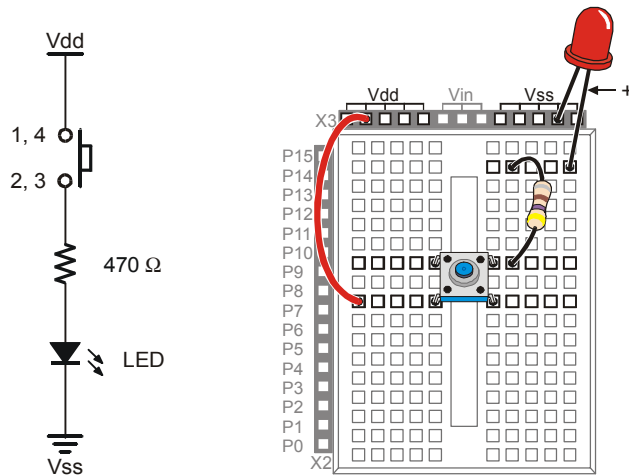 Vdd
1, 4
2, 3
470 Ω
LED
Vss
+
Vdd
Vin
Vss
X3
P15
P14
P13
P12
P11
P10
P9
P8
P7
P6
P5
P4
P3
P2
P1
P0
X2